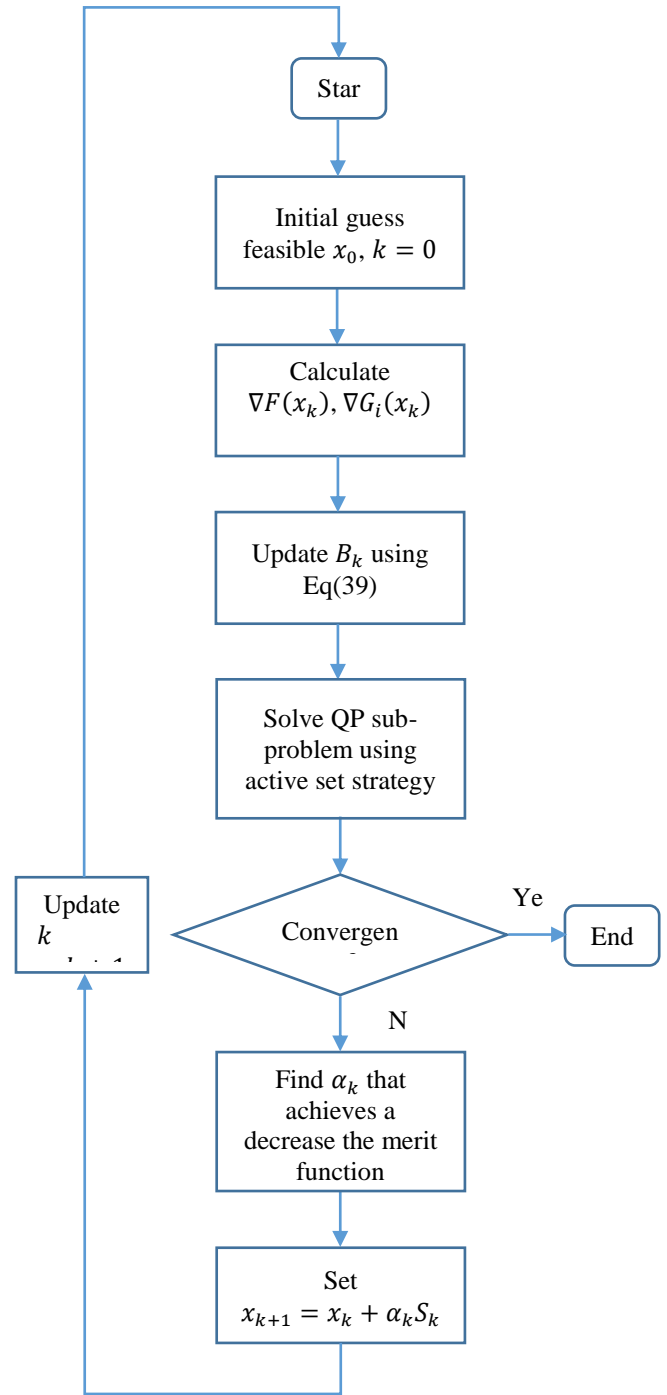 Star
Initial guess
feasible 𝑥₀, 𝑘 = 0
Calculate
∇𝐹(𝑥ₖ), ∇𝐺ᵢ(𝑥ₖ)
Update 𝐵ₖ using
Eq(39)
Solve QP sub-
problem using
active set strategy
Update
𝑘
Convergen
Ye
End
N
Find 𝛼ₖ that
achieves a
decrease the merit
function
Set
𝑥ₖ₊₁ = 𝑥ₖ + 𝛼ₖ𝑆ₖ